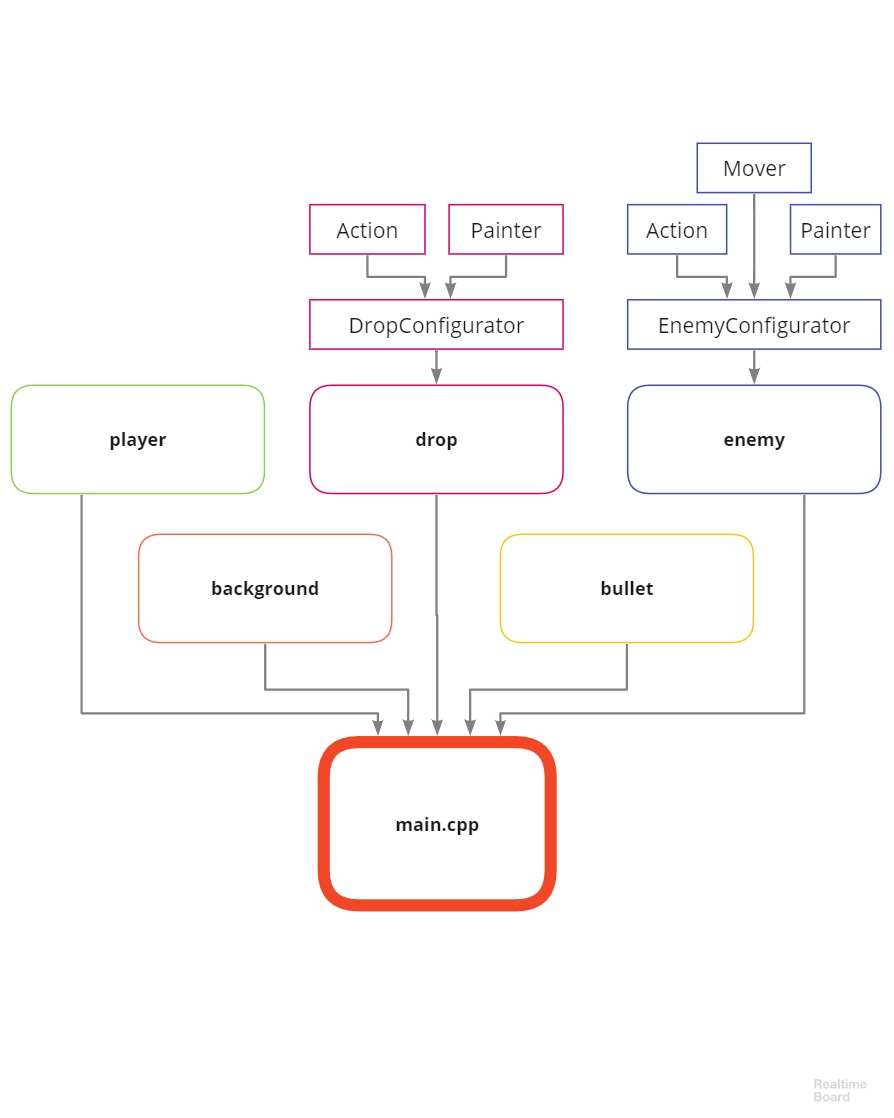 Mover
Action
Painter
Action
Painter
DropConfigurator
EnemyConfigurator
player
drop
enemy
background
bullet
main.cpp
Realtime
Board